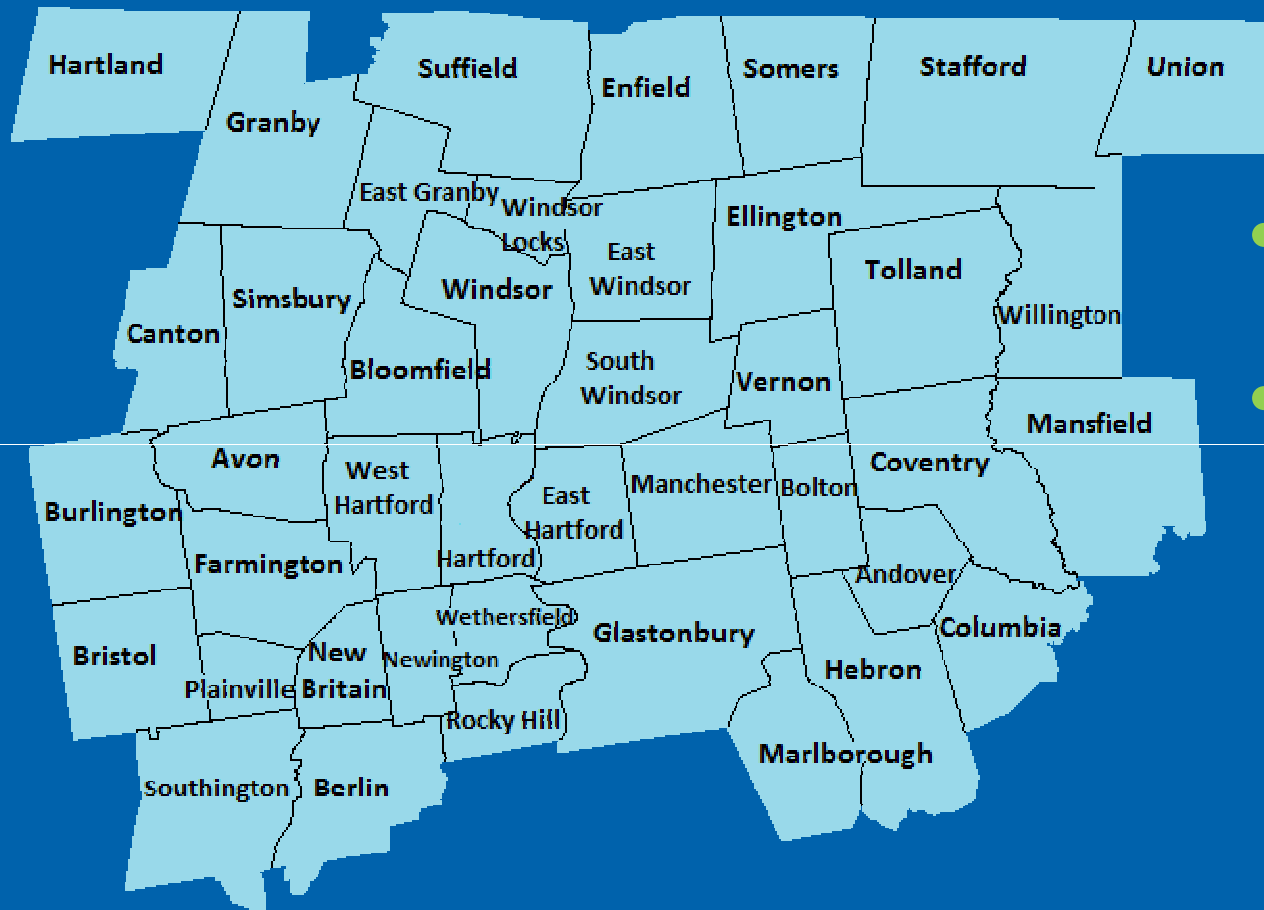 Hartland
Suffield
Enfield
Somers
Stafford
Union
Granby
East Granby
Windsor
Locks
Ellington
East
Windsor
Tolland
Windsor
Simsbury
Willington
Canton
Bloomfield
South
Windsor
Vernon
Mansfield
Avon
West
Hartford
Coventry
Burlington
East
Hartford
Manchester
Bolton
Farmington
Hartford
Andover
Wethersfield
Glastonbury
Columbia
Bristol
New
Britain
Newington
Hebron
Plainville
Rocky Hill
Marlborough
Southington
Berlin